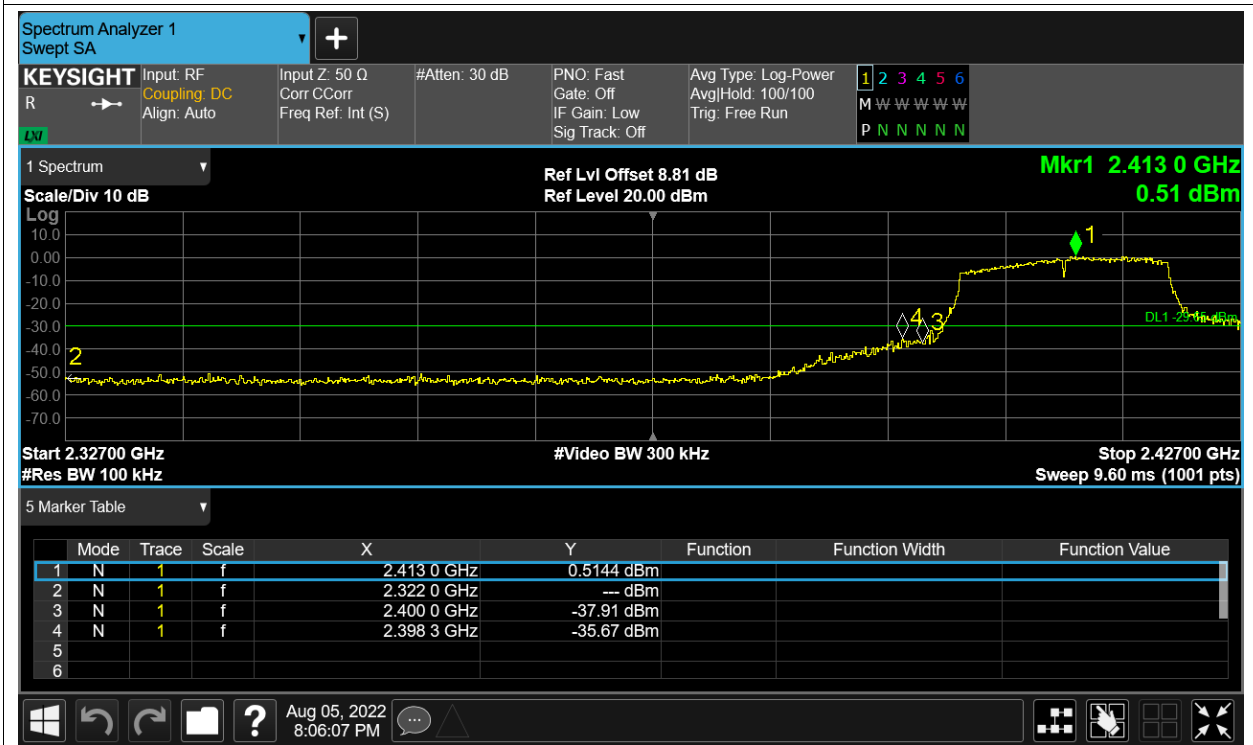 Spectrum Analyzer 1
Swept SA
KEYSIGHT
R
LXI
Input: RF
Coupling: DC
Align: Auto
Input Z: 50 Ω
Corr CCorr
Freq Ref: Int (S)
#Atten: 30 dB
PNO: Fast
Gate: Off
IF Gain: Low
Sig Track: Off
Avg Type: Log-Power
Avg|Hold: 100/100
Trig: Free Run
1 2 3 4 5 6
M W W W W W
P N N N N N
1 Spectrum
Scale/Div 10 dB
Ref Lvl Offset 8.81 dB
Ref Level 20.00 dBm
Mkr1 2.413 0 GHz
0.51 dBm
Log
10.0
0.00
-10.0
-20.0
-30.0
-40.0
-50.0
-60.0
-70.0
1
4 3
2
Start 2.32700 GHz
#Video BW 300 kHz
Stop 2.42700 GHz
#Res BW 100 kHz
Sweep 9.60 ms (1001 pts)
5 Marker Table
Mode Trace Scale X Y Function Function Width Function Value
1 N 1 f 2.413 0 GHz 0.5144 dBm
2 N 1 f 2.322 0 GHz --- dBm
3 N 1 f 2.400 0 GHz -37.91 dBm
4 N 1 f 2.398 3 GHz -35.67 dBm
5
6
?
Aug 05, 2022
8:06:07 PM